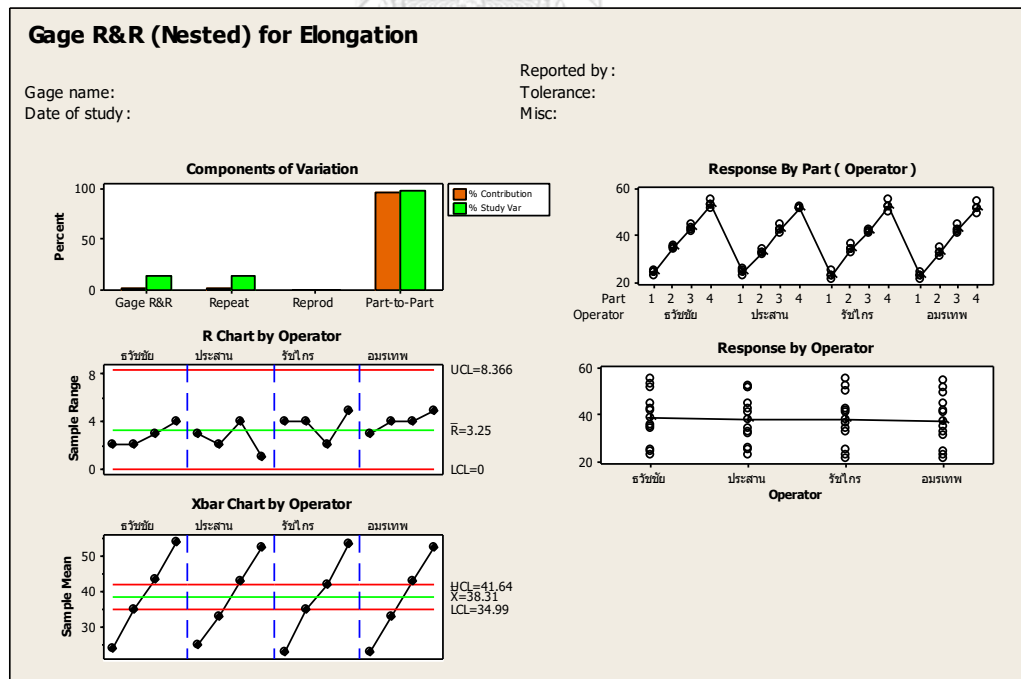 Gage R&R (Nested) for Elongation
Gage name:
Date of study:
Reported by:
Tolerance:
Misc:
Components of Variation
Percent
100
50
0
Gage R&R Repeat Reprod Part-to-Part
% Contribution
% Study Var
R Chart by Operator
ธวัชชัย ประสาน รัชไกร อมรเทพ
Sample Range
8
4
0
UCL=8.366
R=3.25
LCL=0
Xbar Chart by Operator
ธวัชชัย ประสาน รัชไกร อมรเทพ
Sample Mean
50
40
30
UCL=41.64
X=38.31
LCL=34.99
Response By Part ( Operator )
60
40
20
Part 1 2 3 4 1 2 3 4 1 2 3 4 1 2 3 4
Operator ธวัชชัย ประสาน รัชไกร อมรเทพ
Response by Operator
60
40
20
ธวัชชัย ประสาน รัชไกร อมรเทพ
Operator